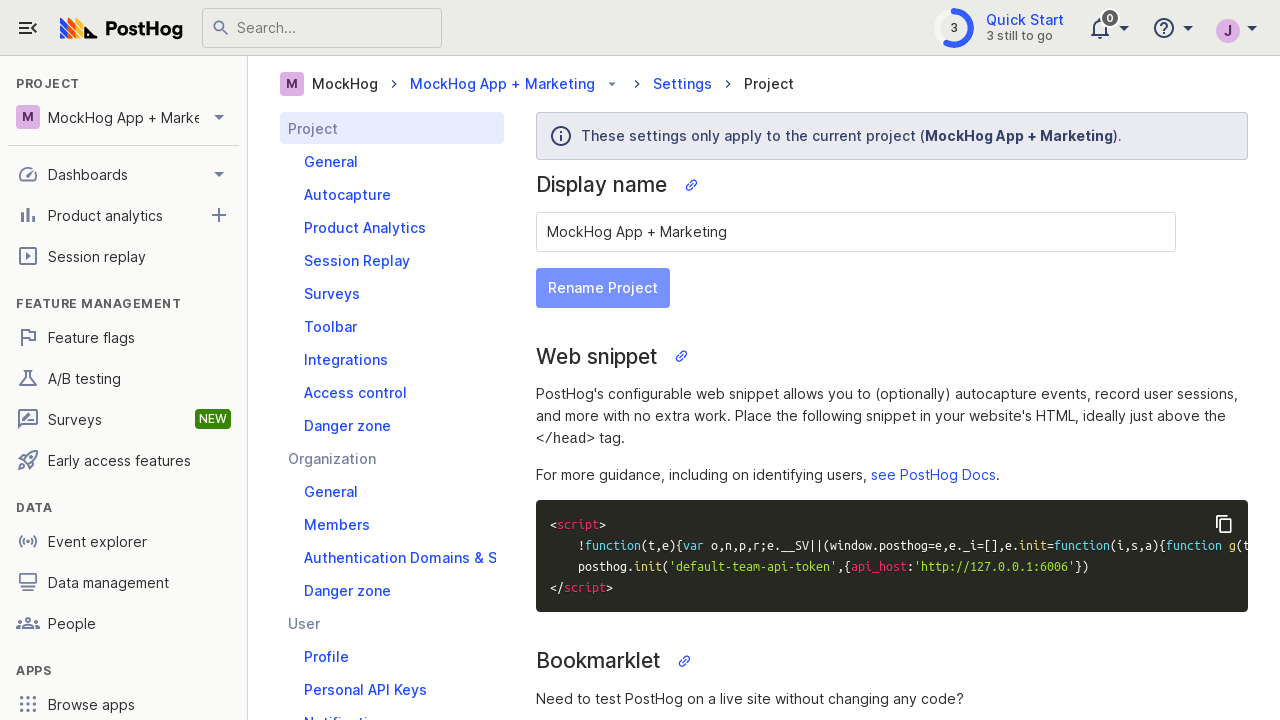 PostHog
Search...
3
Quick Start
3 still to go
0
J
PROJECT
M
MockHog App + Marke
Dashboards
Product analytics
Session replay
FEATURE MANAGEMENT
Feature flags
A/B testing
Surveys
NEW
Early access features
DATA
Event explorer
Data management
People
APPS
Browse apps
M
MockHog
MockHog App + Marketing
Settings
Project
Project
General
Autocapture
Product Analytics
Session Replay
Surveys
Toolbar
Integrations
Access control
Danger zone
Organization
General
Members
Authentication Domains & S
Danger zone
User
Profile
Personal API Keys
These settings only apply to the current project (MockHog App + Marketing).
Display name
MockHog App + Marketing
Rename Project
Web snippet
PostHog's configurable web snippet allows you to (optionally) autocapture events, record user sessions,
and more with no extra work. Place the following snippet in your website's HTML, ideally just above the
</head> tag.
For more guidance, including on identifying users, see PostHog Docs.
<script>
!function(t,e){var o,n,p,r;e.__SV||(window.posthog=e,e._i=[],e.init=function(i,s,a){function g(t
posthog.init('default-team-api-token',{api_host:'http://127.0.0.1:6006'})
</script>
Bookmarklet
Need to test PostHog on a live site without changing any code?